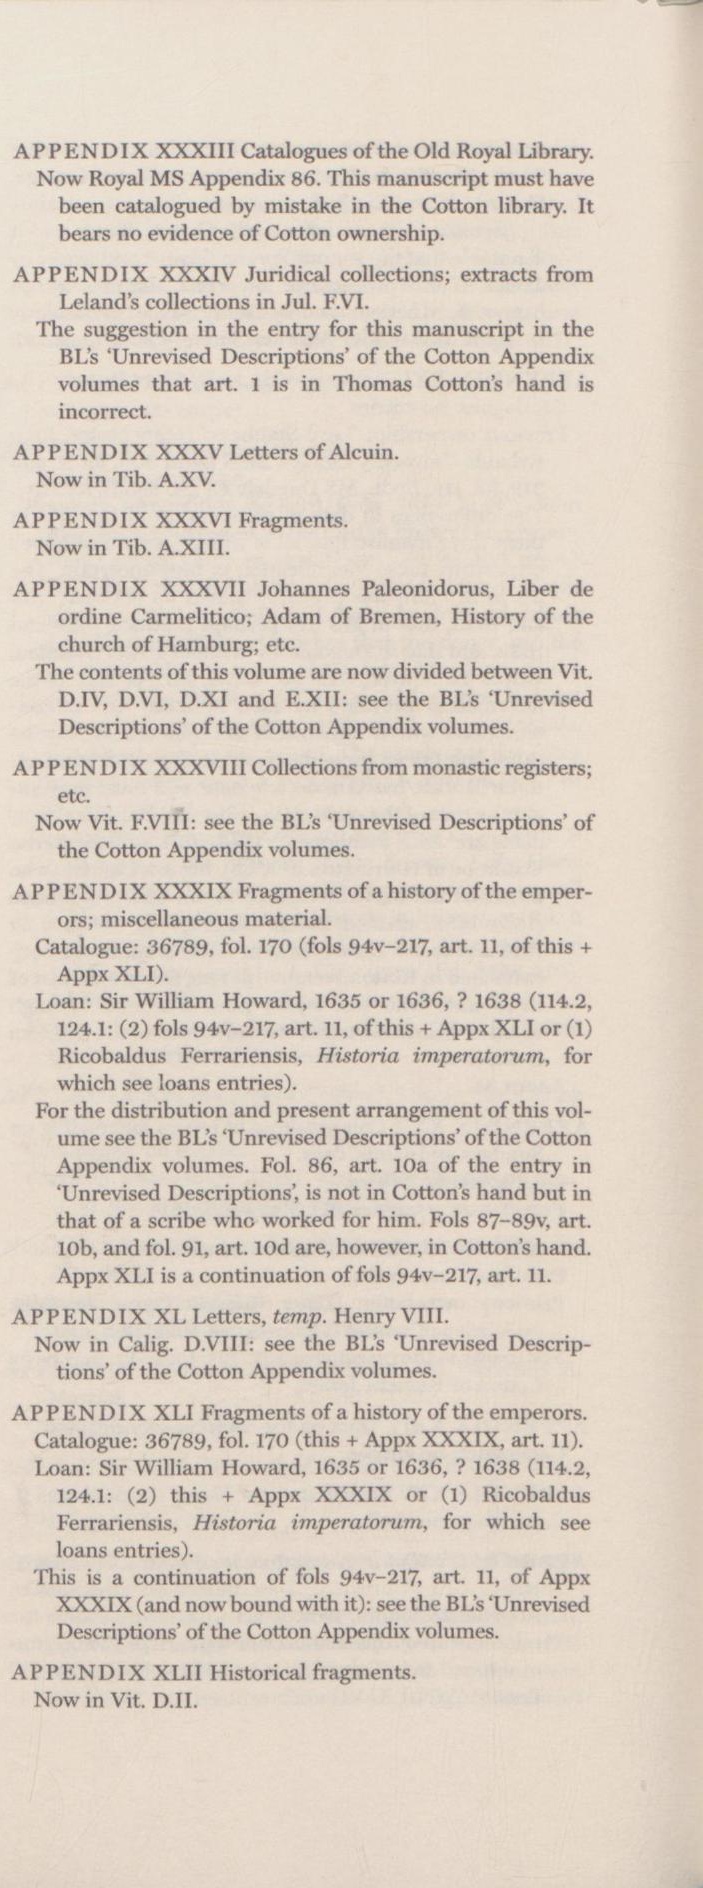 APPENDIX XXXIII Catalogues of the Old Royal Library.
Now Royal MS Appendix 86. This manuscript must have
been catalogued by mistake in the Cotton library. It
bears no evidence of Cotton ownership.
APPENDIX XXXIV Juridical collections; extracts from
Leland's collections in Jul. F.VI.
The suggestion in the entry for this manuscript in the
BL's ‘Unrevised Descriptions’ of the Cotton Appendix
volumes that art. 1 is in Thomas Cotton's hand is
incorrect.
APPENDIX XXXV Letters of Alcuin.
Now in Tib. A.XV.
APPENDIX XXXVI Fragments.
Now in Tib. A.XIII.
APPENDIX XXXVII Johannes Paleonidorus, Liber de
ordine Carmelitico; Adam of Bremen, History of the
church of Hamburg; etc.
The contents of this volume are now divided between Vit.
D.IV, D.VI, D.XI and E.XII: see the BL's ‘Unrevised
Descriptions’ of the Cotton Appendix volumes.
APPENDIX XXXVIII Collections from monastic registers;
etc.
Now Vit. F.VIII: see the BL's ‘Unrevised Descriptions’ of
the Cotton Appendix volumes.
APPENDIX XXXIX Fragments of a history of the emper-
ors; miscellaneous material.
Catalogue: 36789, fol. 170 (fols 94v–217, art. 11, of this +
Appx XLI).
Loan: Sir William Howard, 1635 or 1636, ? 1638 (114.2,
124.1: (2) fols 94v–217, art. 11, of this + Appx XLI or (1)
Ricobaldus Ferrariensis, Historia imperatorum, for
which see loans entries).
For the distribution and present arrangement of this vol-
ume see the BL's ‘Unrevised Descriptions’ of the Cotton
Appendix volumes. Fol. 86, art. 10a of the entry in
‘Unrevised Descriptions’, is not in Cotton's hand but in
that of a scribe who worked for him. Fols 87–89v, art.
10b, and fol. 91, art. 10d are, however, in Cotton's hand.
Appx XLI is a continuation of fols 94v–217, art. 11.
APPENDIX XL Letters, temp. Henry VIII.
Now in Calig. D.VIII: see the BL's ‘Unrevised Descrip-
tions’ of the Cotton Appendix volumes.
APPENDIX XLI Fragments of a history of the emperors.
Catalogue: 36789, fol. 170 (this + Appx XXXIX, art. 11).
Loan: Sir William Howard, 1635 or 1636, ? 1638 (114.2,
124.1: (2) this + Appx XXXIX or (1) Ricobaldus
Ferrariensis, Historia imperatorum, for which see
loans entries).
This is a continuation of fols 94v–217, art. 11, of Appx
XXXIX (and now bound with it): see the BL's ‘Unrevised
Descriptions’ of the Cotton Appendix volumes.
APPENDIX XLII Historical fragments.
Now in Vit. D.II.